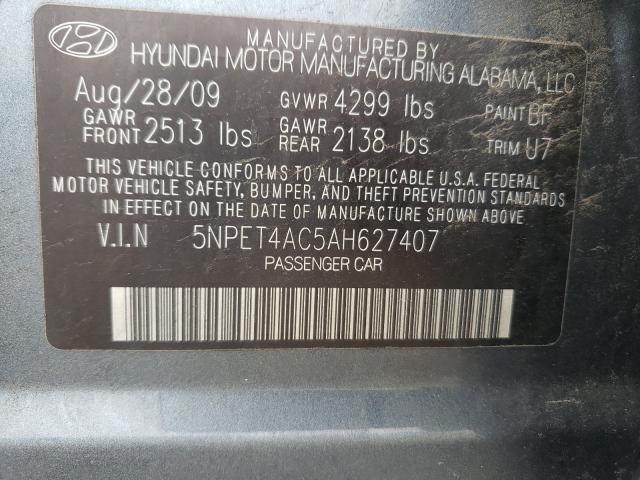 MANUFACTURED BY
HYUNDAI MOTOR MANUFACTURING ALABAMA, LLC
Aug/28/09 GVWR 4299 lbs PAINT BF
GAWR FRONT 2513 lbs GAWR REAR 2138 lbs TRIM U7
THIS VEHICLE CONFORMS TO ALL APPLICABLE U.S.A. FEDERAL
MOTOR VEHICLE SAFETY, BUMPER, AND THEFT PREVENTION STANDARDS
IN EFFECT ON THE DATE OF MANUFACTURE SHOWN ABOVE.
V.I.N 5NPET4AC5AH627407
PASSENGER CAR